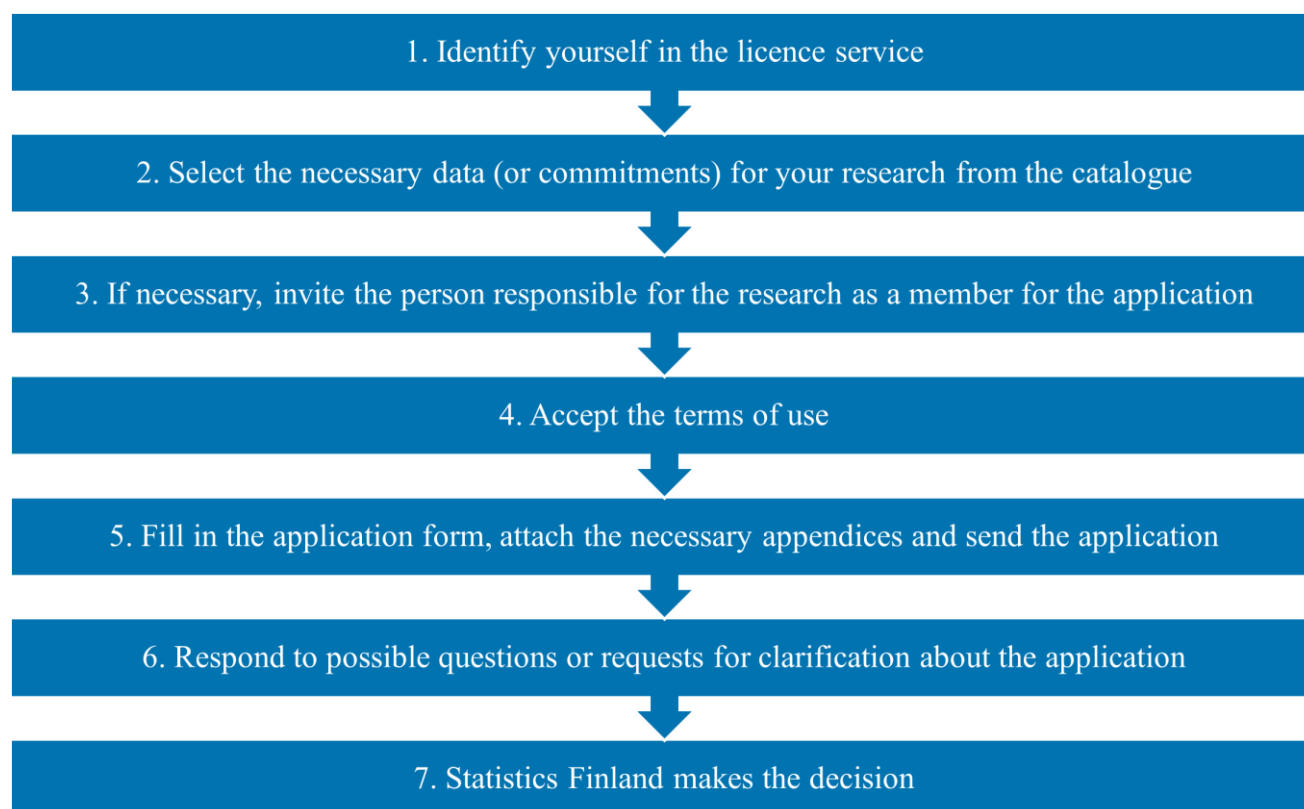 1. Identify yourself in the licence service
2. Select the necessary data (or commitments) for your research from the catalogue
3. If necessary, invite the person responsible for the research as a member for the application
4. Accept the terms of use
5. Fill in the application form, attach the necessary appendices and send the application
6. Respond to possible questions or requests for clarification about the application
7. Statistics Finland makes the decision